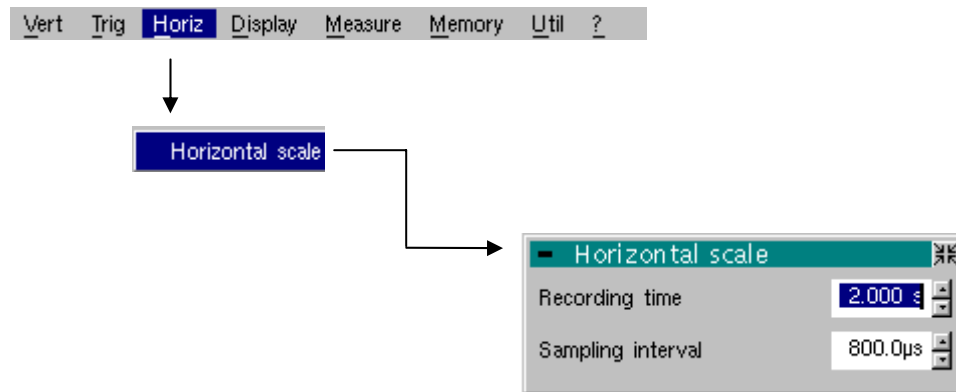 Vert Trig Horiz Display Measure Memory Util ?
Horizontal scale
Horizontal scale
Recording time 2.000 s
Sampling interval 800.0µs